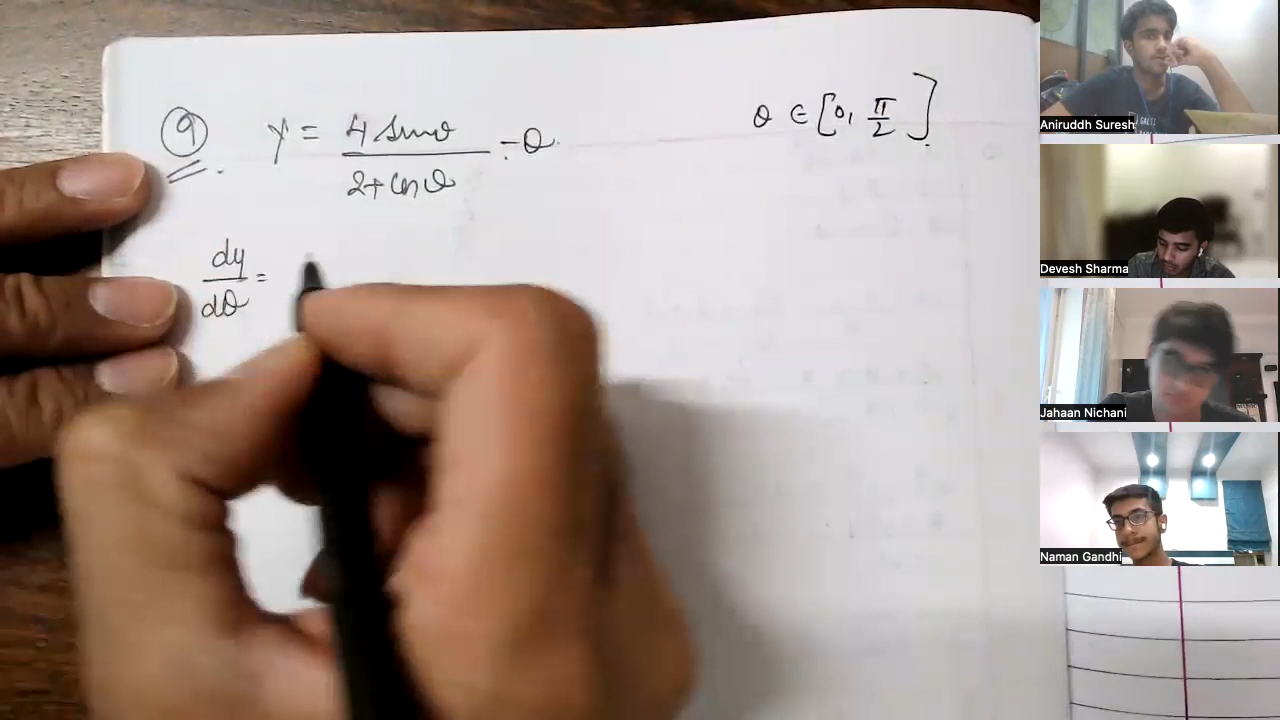 9 y = 4 sinθ / 2+cosθ - θ θ ∈ [0, π/2]
dy/dθ =
Aniruddh Suresh
Devesh Sharma
Jahaan Nichani
Naman Gandhi